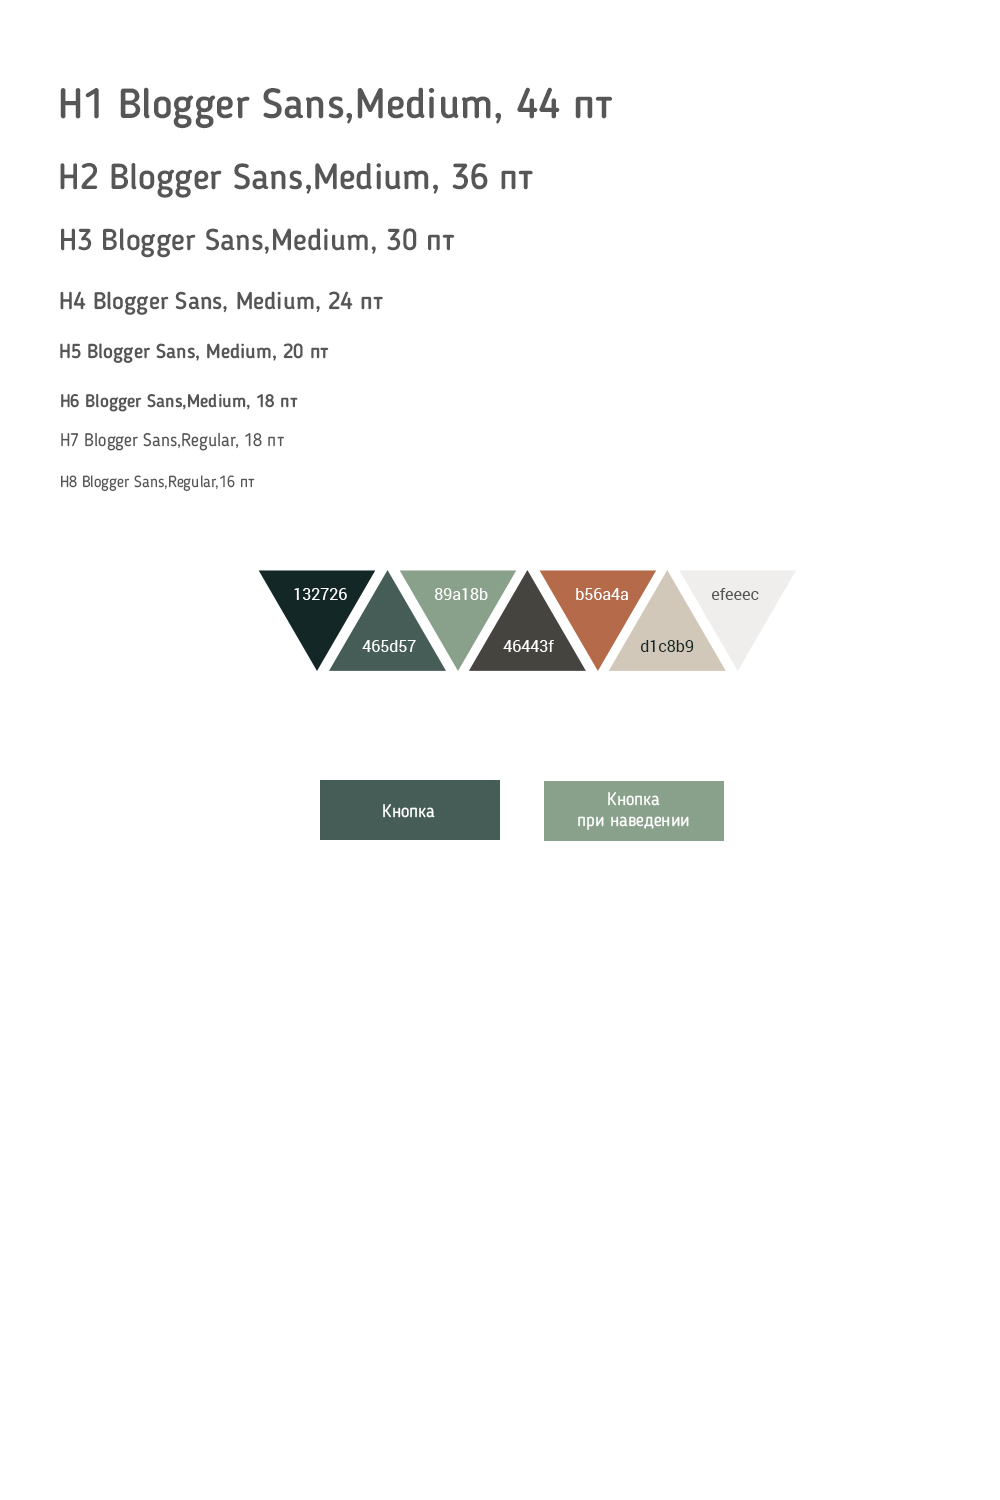 H1 Blogger Sans,Medium, 44 пт
H2 Blogger Sans,Medium, 36 пт
H3 Blogger Sans,Medium, 30 пт
H4 Blogger Sans, Medium, 24 пт
H5 Blogger Sans, Medium, 20 пт
H6 Blogger Sans,Medium, 18 пт
H7 Blogger Sans,Regular, 18 пт
H8 Blogger Sans,Regular,16 пт
132726
89a18b
b56a4a
efeeec
465d57
46443f
d1c8b9
Кнопка
Кнопка
при наведении